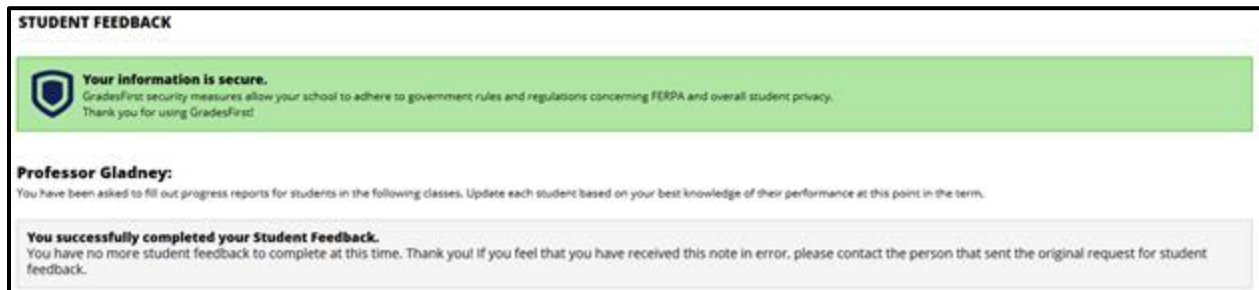 STUDENT FEEDBACK
Your information is secure.
GradesFirst security measures allow your school to adhere to government rules and regulations concerning FERPA and overall student privacy.
Thank you for using GradesFirst!
Professor Gladney:
You have been asked to fill out progress reports for students in the following classes. Update each student based on your best knowledge of their performance at this point in the term.
You successfully completed your Student Feedback.
You have no more student feedback to complete at this time. Thank you! If you feel that you have received this note in error, please contact the person that sent the original request for student
feedback.